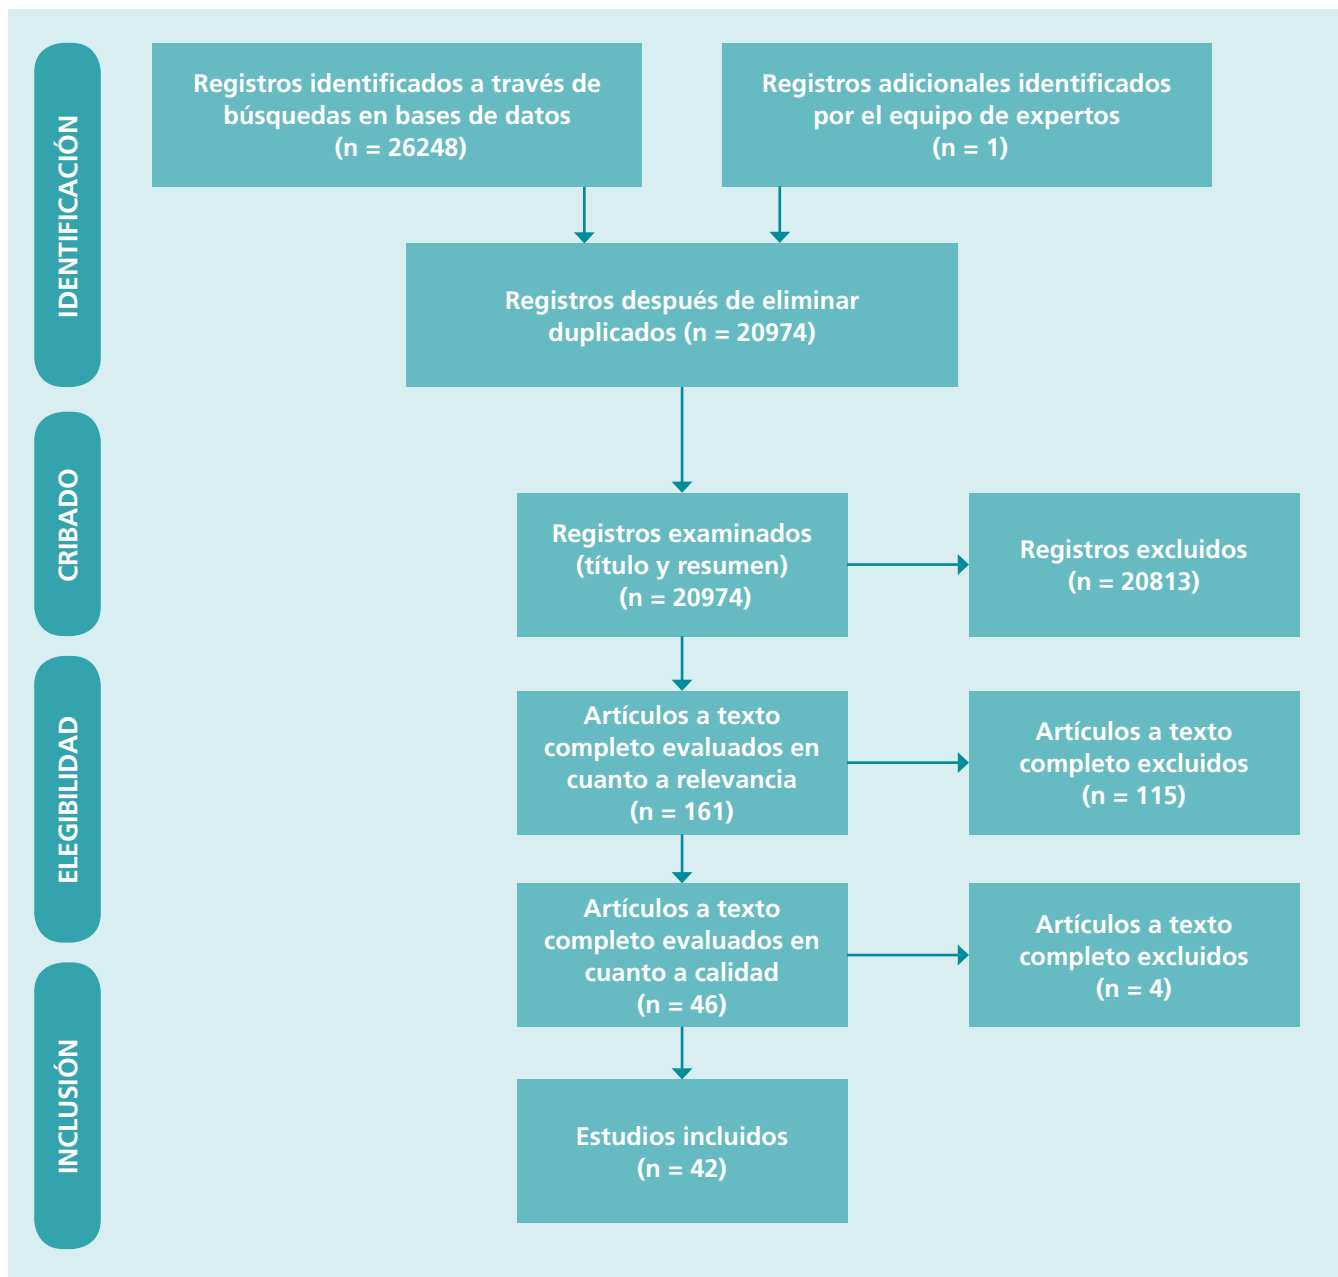 IDENTIFICACIÓN
Registros identificados a través de
búsquedas en bases de datos
(n = 26248)
Registros adicionales identificados
por el equipo de expertos
(n = 1)
Registros después de eliminar
duplicados (n = 20974)
CRIBADO
Registros examinados
(título y resumen)
(n = 20974)
Registros excluidos
(n = 20813)
ELEGIBILIDAD
Artículos a texto
completo evaluados en
cuanto a relevancia
(n = 161)
Artículos a texto
completo excluidos
(n = 115)
Artículos a texto
completo evaluados en
cuanto a calidad
(n = 46)
Artículos a texto
completo excluidos
(n = 4)
INCLUSIÓN
Estudios incluidos
(n = 42)